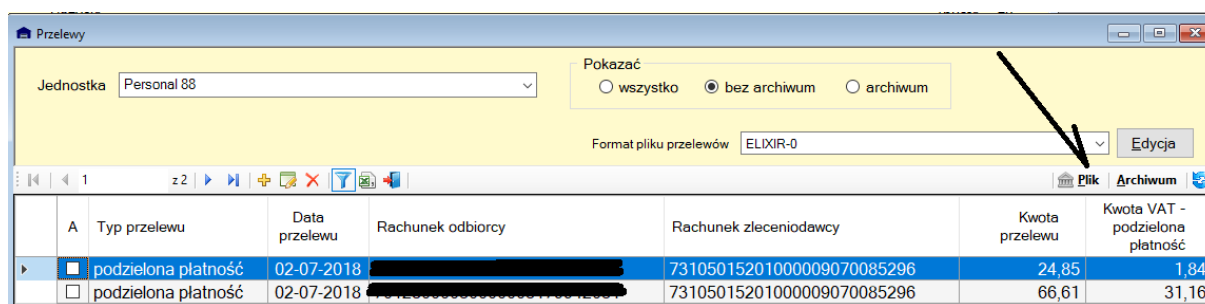 Przelewy
Pokazać
Jednostka Personal 88
wszystko bez archiwum archiwum
Format pliku przelewów ELIXIR-0 Edycja
1 z 2 Plik Archiwum
A Typ przelewu Data przelewu Rachunek odbiorcy Rachunek zleceniodawcy Kwota przelewu Kwota VAT - podzielona płatność
podzielona płatność 02-07-2018 73105015201000009070085296 24,85 1,84
podzielona płatność 02-07-2018 73105015201000009070085296 66,61 31,16